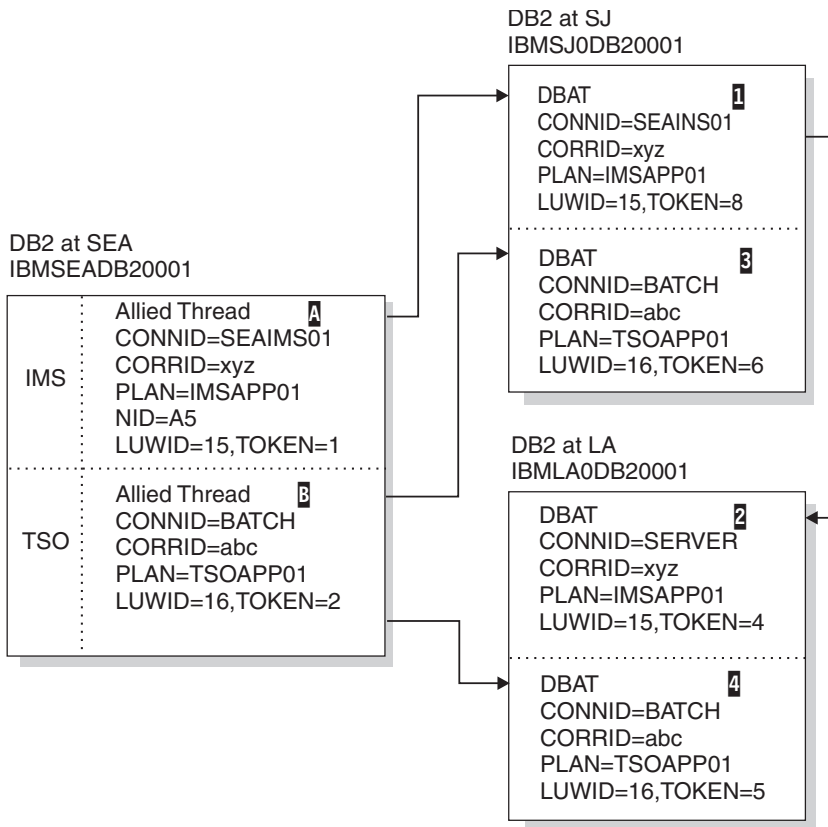 DB2 at SJ
IBMSJ0DB20001
DBAT 1
CONNID=SEAINS01
CORRID=xyz
PLAN=IMSAPP01
LUWID=15,TOKEN=8
DBAT 3
CONNID=BATCH
CORRID=abc
PLAN=TSOAPP01
LUWID=16,TOKEN=6
DB2 at SEA
IBMSEADB20001
IMS
Allied Thread A
CONNID=SEAIMS01
CORRID=xyz
PLAN=IMSAPP01
NID=A5
LUWID=15,TOKEN=1
TSO
Allied Thread B
CONNID=BATCH
CORRID=abc
PLAN=TSOAPP01
LUWID=16,TOKEN=2
DB2 at LA
IBMLA0DB20001
DBAT 2
CONNID=SERVER
CORRID=xyz
PLAN=IMSAPP01
LUWID=15,TOKEN=4
DBAT 4
CONNID=BATCH
CORRID=abc
PLAN=TSOAPP01
LUWID=16,TOKEN=5